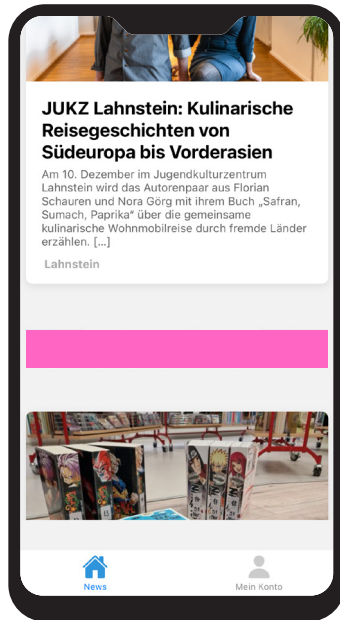 JUKZ Lahnstein: Kulinarische
Reisegeschichten von
Südeuropa bis Vorderasien
Am 10. Dezember im Jugendkulturzentrum
Lahnstein wird das Autorenpaar aus Florian
Schauren und Nora Görg mit ihrem Buch „Safran,
Sumach, Paprika“ über die gemeinsame
kulinarische Wohnmobilreise durch fremde Länder
erzählen. [...]
Lahnstein
News
Mein Konto